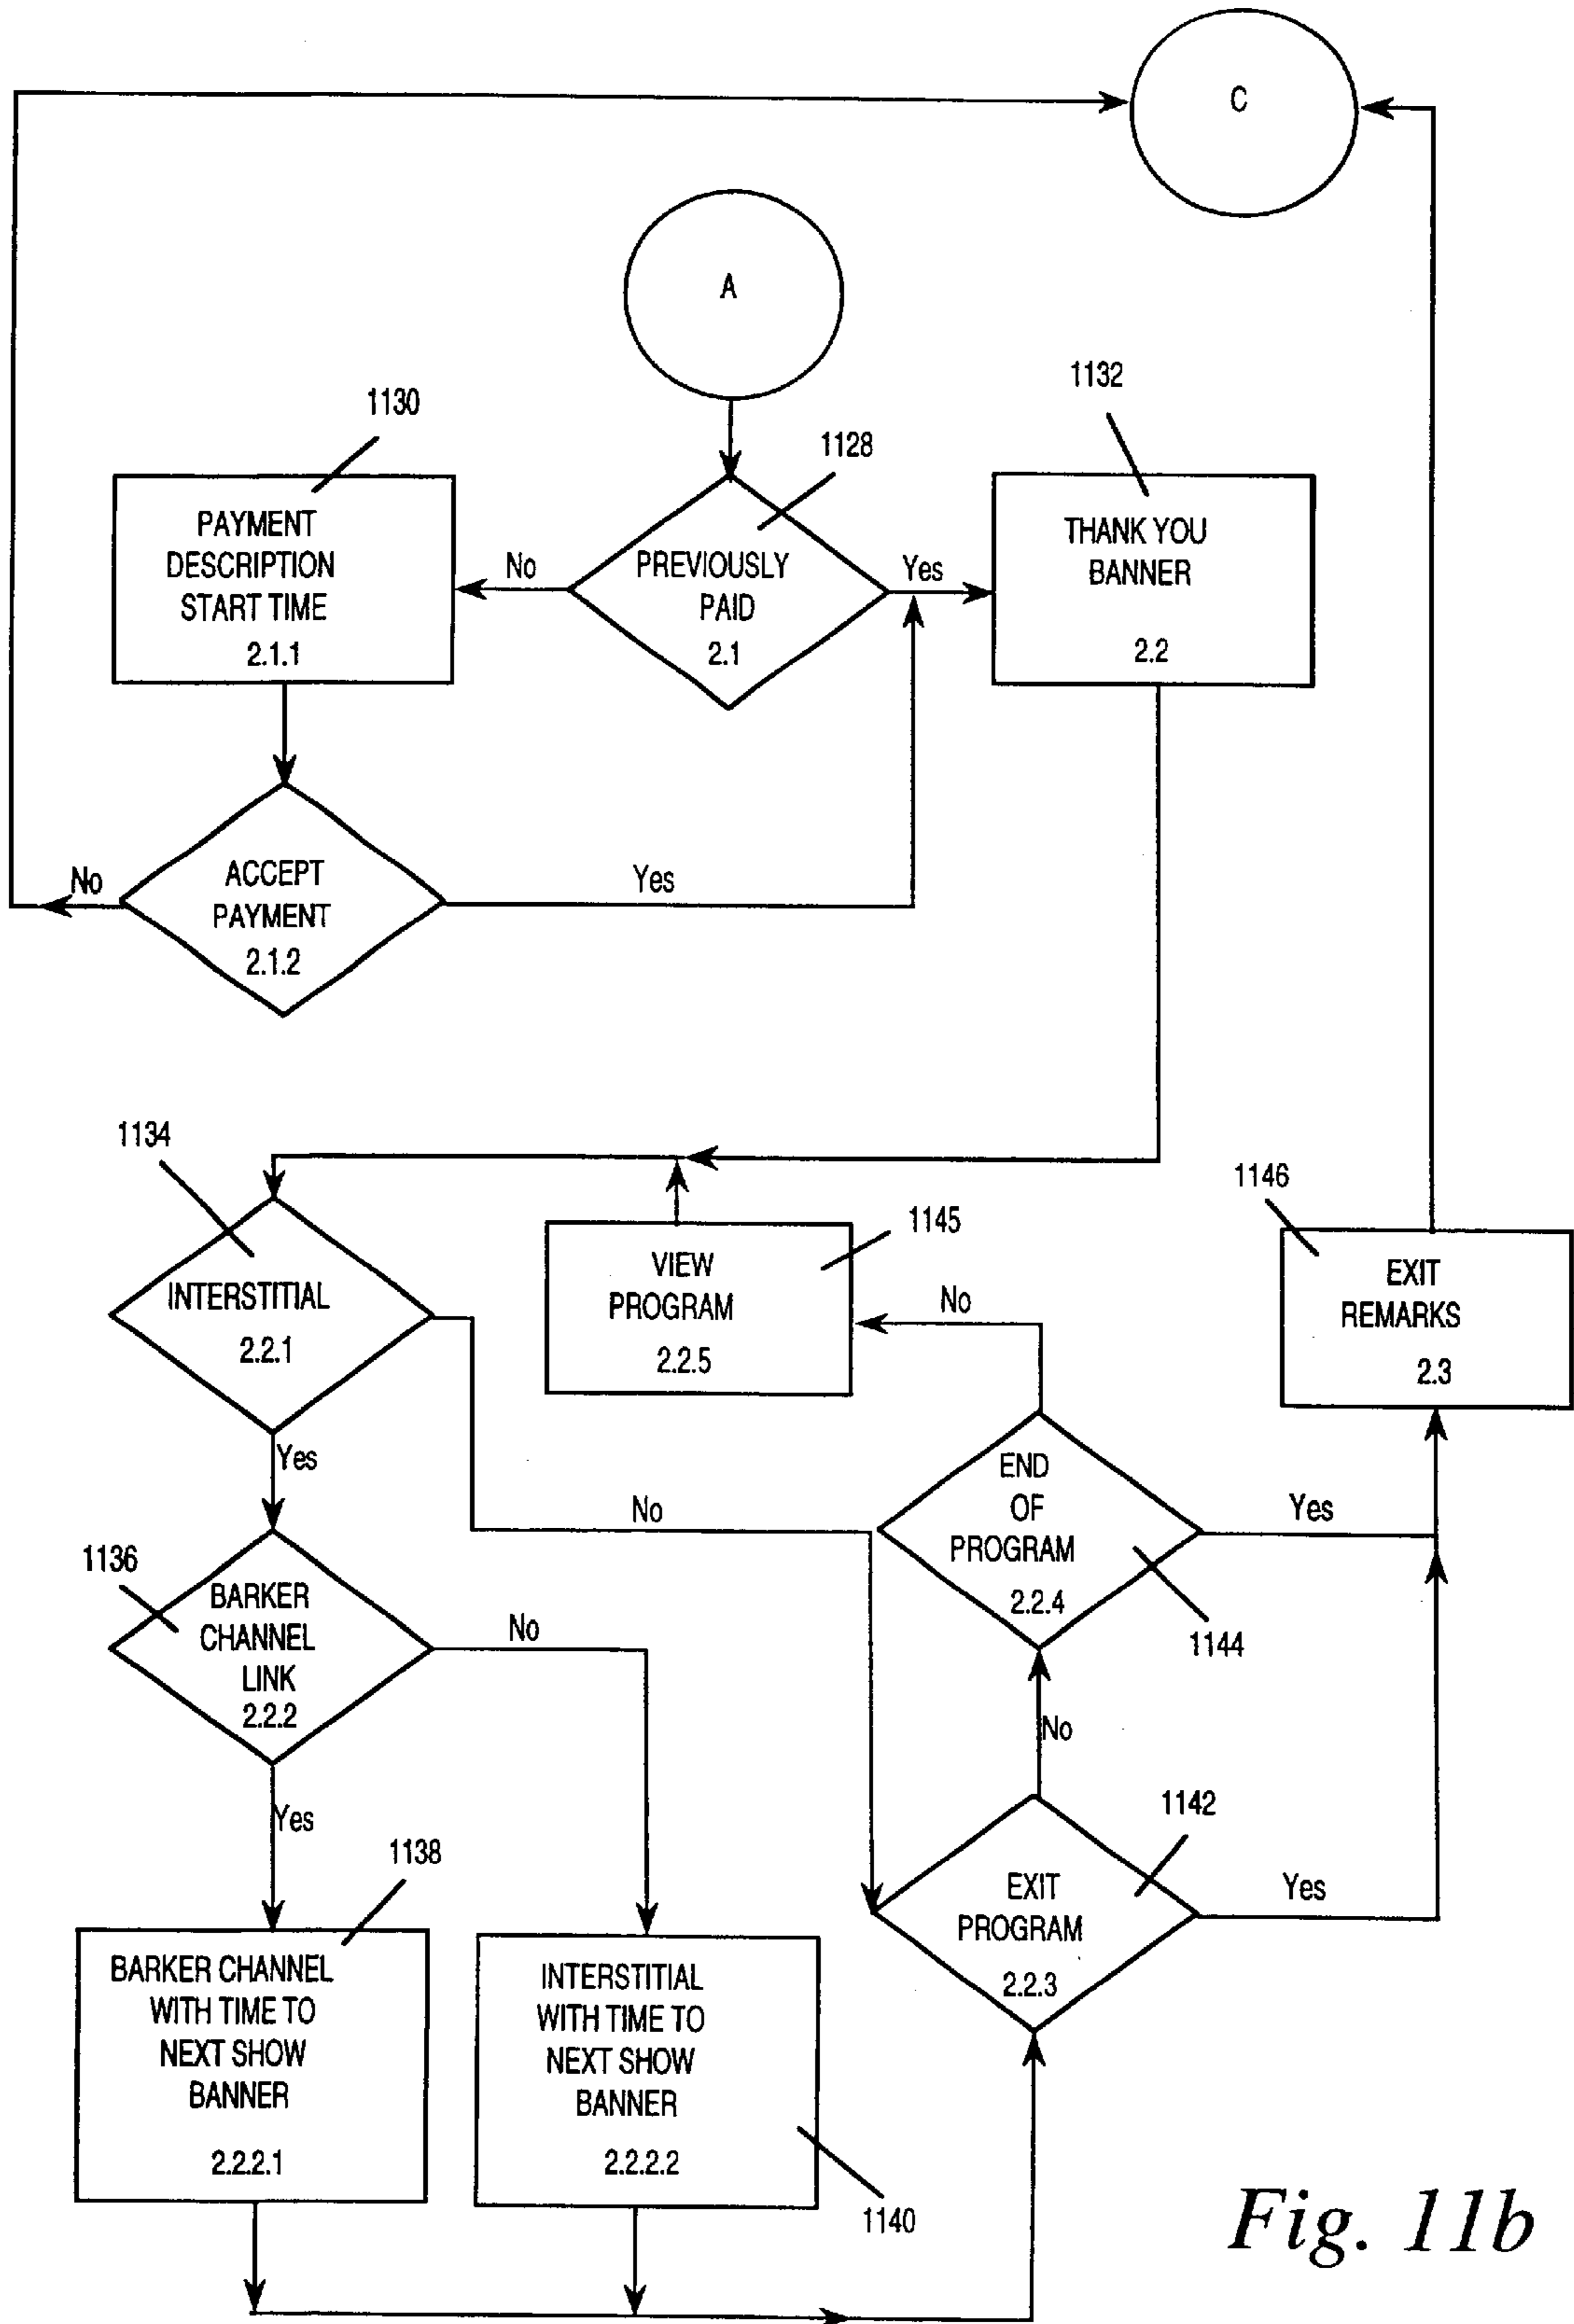 C
A
1130
1128
1132
PAYMENT
DESCRIPTION
START TIME
2.1.1
No
PREVIOUSLY
PAID
2.1
Yes
THANK YOU
BANNER
2.2
No
ACCEPT
PAYMENT
2.1.2
Yes
1134
INTERSTITIAL
2.2.1
1145
VIEW
PROGRAM
2.2.5
No
1146
EXIT
REMARKS
2.3
Yes
No
END
OF
PROGRAM
2.2.4
Yes
1144
1136
BARKER
CHANNEL
LINK
2.2.2
No
No
Yes
1142
EXIT
PROGRAM
2.2.3
Yes
1138
BARKER CHANNEL
WITH TIME TO
NEXT SHOW
BANNER
2.2.2.1
INTERSTITIAL
WITH TIME TO
NEXT SHOW
BANNER
2.2.2.2
1140
Fig. 11b